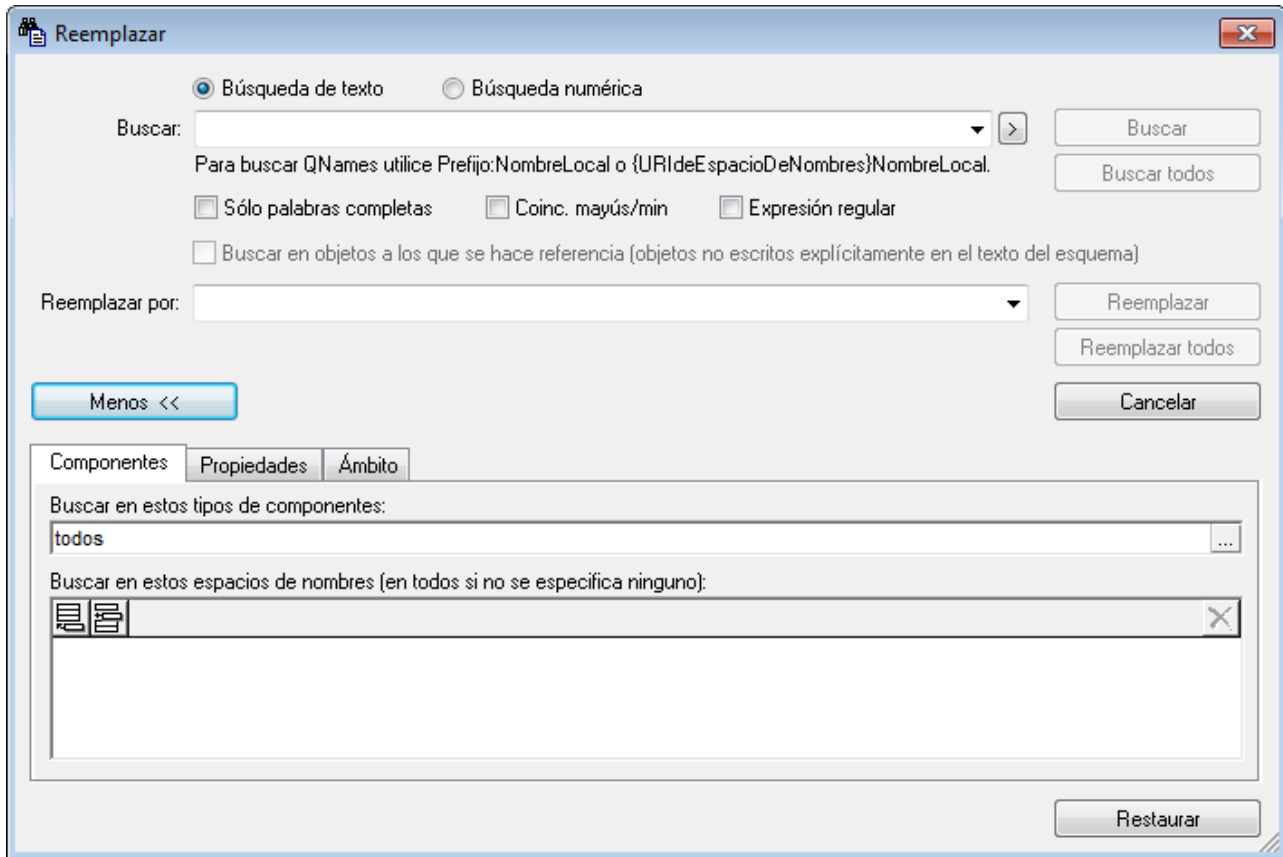 Reemplazar
Búsqueda de texto Búsqueda numérica
Buscar: > Buscar
Para buscar QNames utilice Prefijo:NombreLocal o {URIdeEspacioDeNombres}NombreLocal.
Buscar todos
Sólo palabras completas Coinc. mayús/min Expresión regular
Buscar en objetos a los que se hace referencia (objetos no escritos explícitamente en el texto del esquema)
Reemplazar por: Reemplazar
Reemplazar todos
Menos << Cancelar
Componentes Propiedades Ámbito
Buscar en estos tipos de componentes:
todos ...
Buscar en estos espacios de nombres (en todos si no se especifica ninguno):
Restaurar